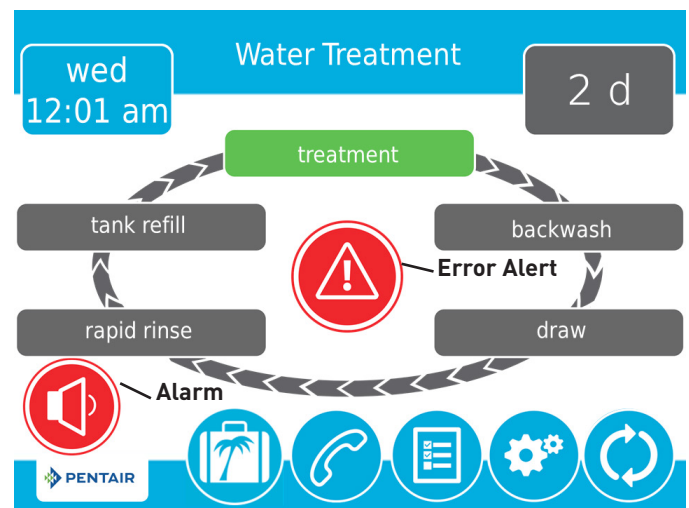 Water Treatment
wed
12:01 am
2 d
treatment
tank refill
backwash
Error Alert
rapid rinse
draw
Alarm
PENTAIR